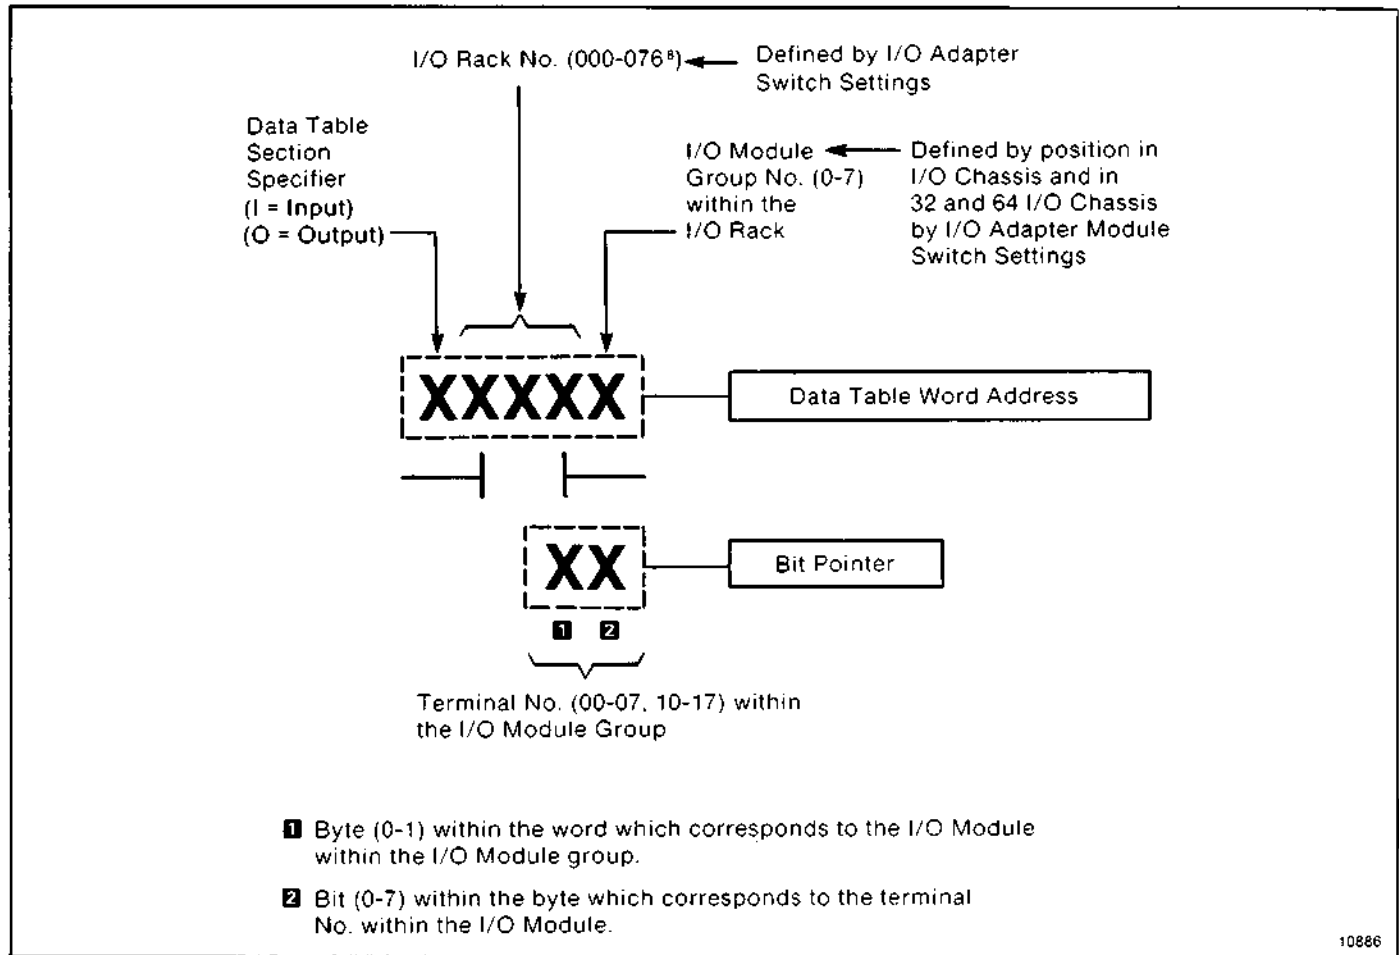 I/O Rack No. (000-076⁸)
Defined by I/O Adapter
Switch Settings
Data Table
Section
Specifier
(I = Input)
(O = Output)
I/O Module
Group No. (0-7)
within the
I/O Rack
Defined by position in
I/O Chassis and in
32 and 64 I/O Chassis
by I/O Adapter Module
Switch Settings
XXXXX
Data Table Word Address
XX
Bit Pointer
1 2
Terminal No. (00-07, 10-17) within
the I/O Module Group
1 Byte (0-1) within the word which corresponds to the I/O Module
within the I/O Module group.
2 Bit (0-7) within the byte which corresponds to the terminal
No. within the I/O Module.
10886